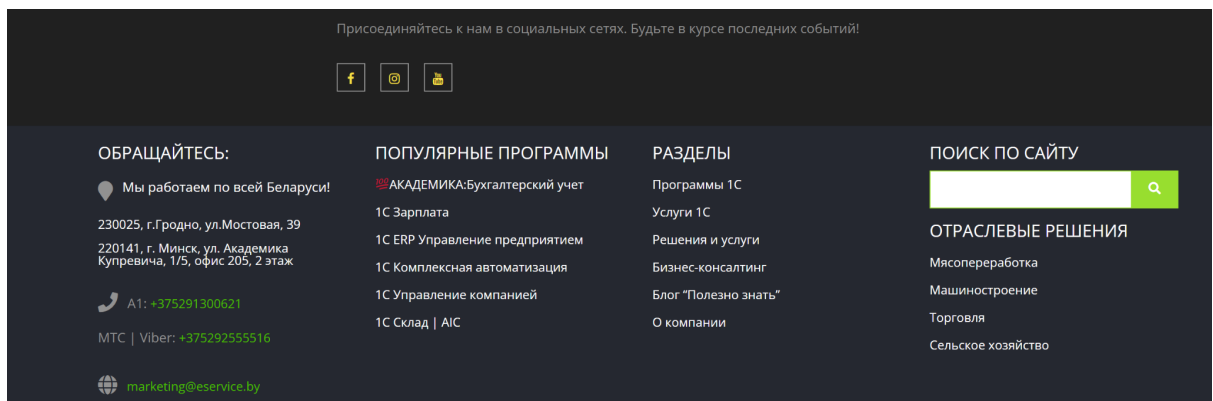 Присоединяйтесь к нам в социальных сетях. Будьте в курсе последних событий!
ОБРАЩАЙТЕСЬ:
Мы работаем по всей Беларуси!
230025, г.Гродно, ул.Мостовая, 39
220141, г. Минск, ул. Академика
Купревича, 1/5, офис 205, 2 этаж
А1: +375291300621
МТС | Viber: +375292555516
marketing@eservice.by
ПОПУЛЯРНЫЕ ПРОГРАММЫ
💯АКАДЕМИКА:Бухгалтерский учет
1С Зарплата
1С ERP Управление предприятием
1С Комплексная автоматизация
1С Управление компанией
1С Склад | AIC
РАЗДЕЛЫ
Программы 1С
Услуги 1С
Решения и услуги
Бизнес-консалтинг
Блог "Полезно знать"
О компании
ПОИСК ПО САЙТУ
ОТРАСЛЕВЫЕ РЕШЕНИЯ
Мясопереработка
Машиностроение
Торговля
Сельское хозяйство